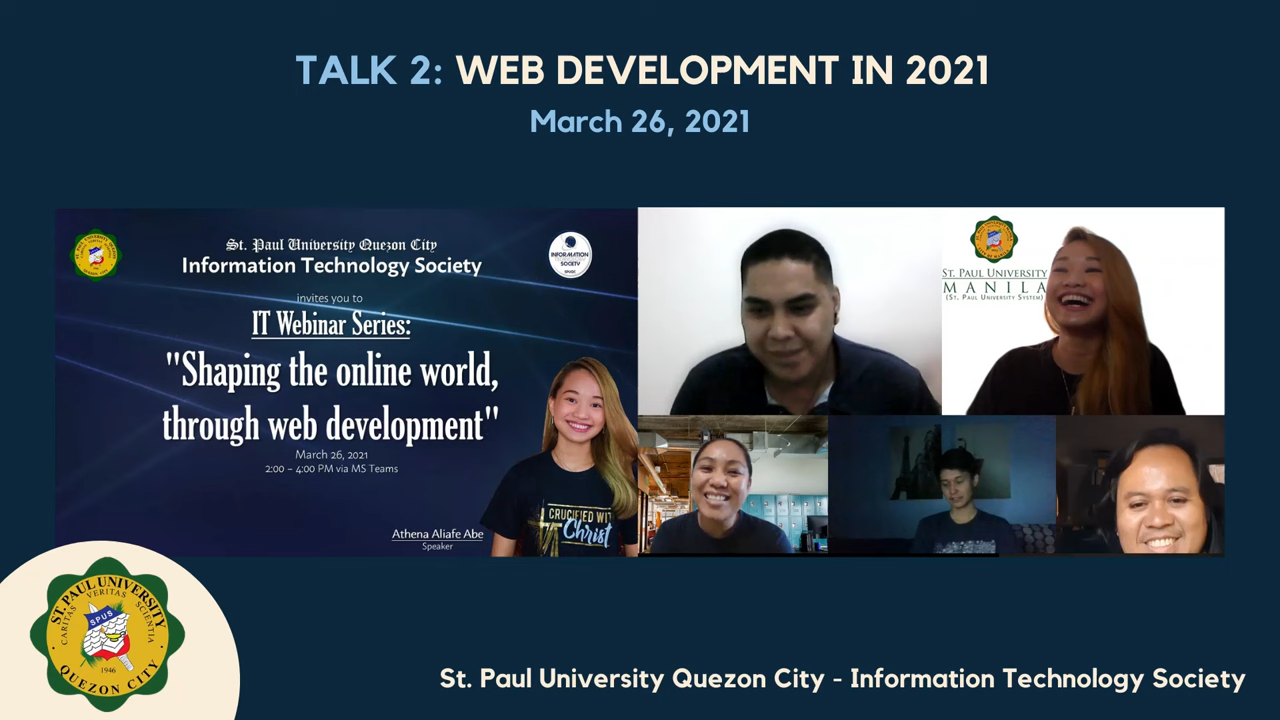 TALK 2: WEB DEVELOPMENT IN 2021
March 26, 2021
St. Paul University Quezon City
Information Technology Society
INFORMATION
SOCIETY
SPUQC
invites you to
IT Webinar Series:
"Shaping the online world,
through web development"
March 26, 2021
2:00 – 4:00 PM via MS Teams
CRUCIFIED WIT
Christ
Athena Aliafe Abe
Speaker
ST. PAUL UNIVERSITY
MANILA
(ST. PAUL UNIVERSITY SYSTEM)
ST. PAUL UNIVERSITY
CARITAS VERITAS SCIENTIA
SPUS
1946
QUEZON CITY
St. Paul University Quezon City - Information Technology Society